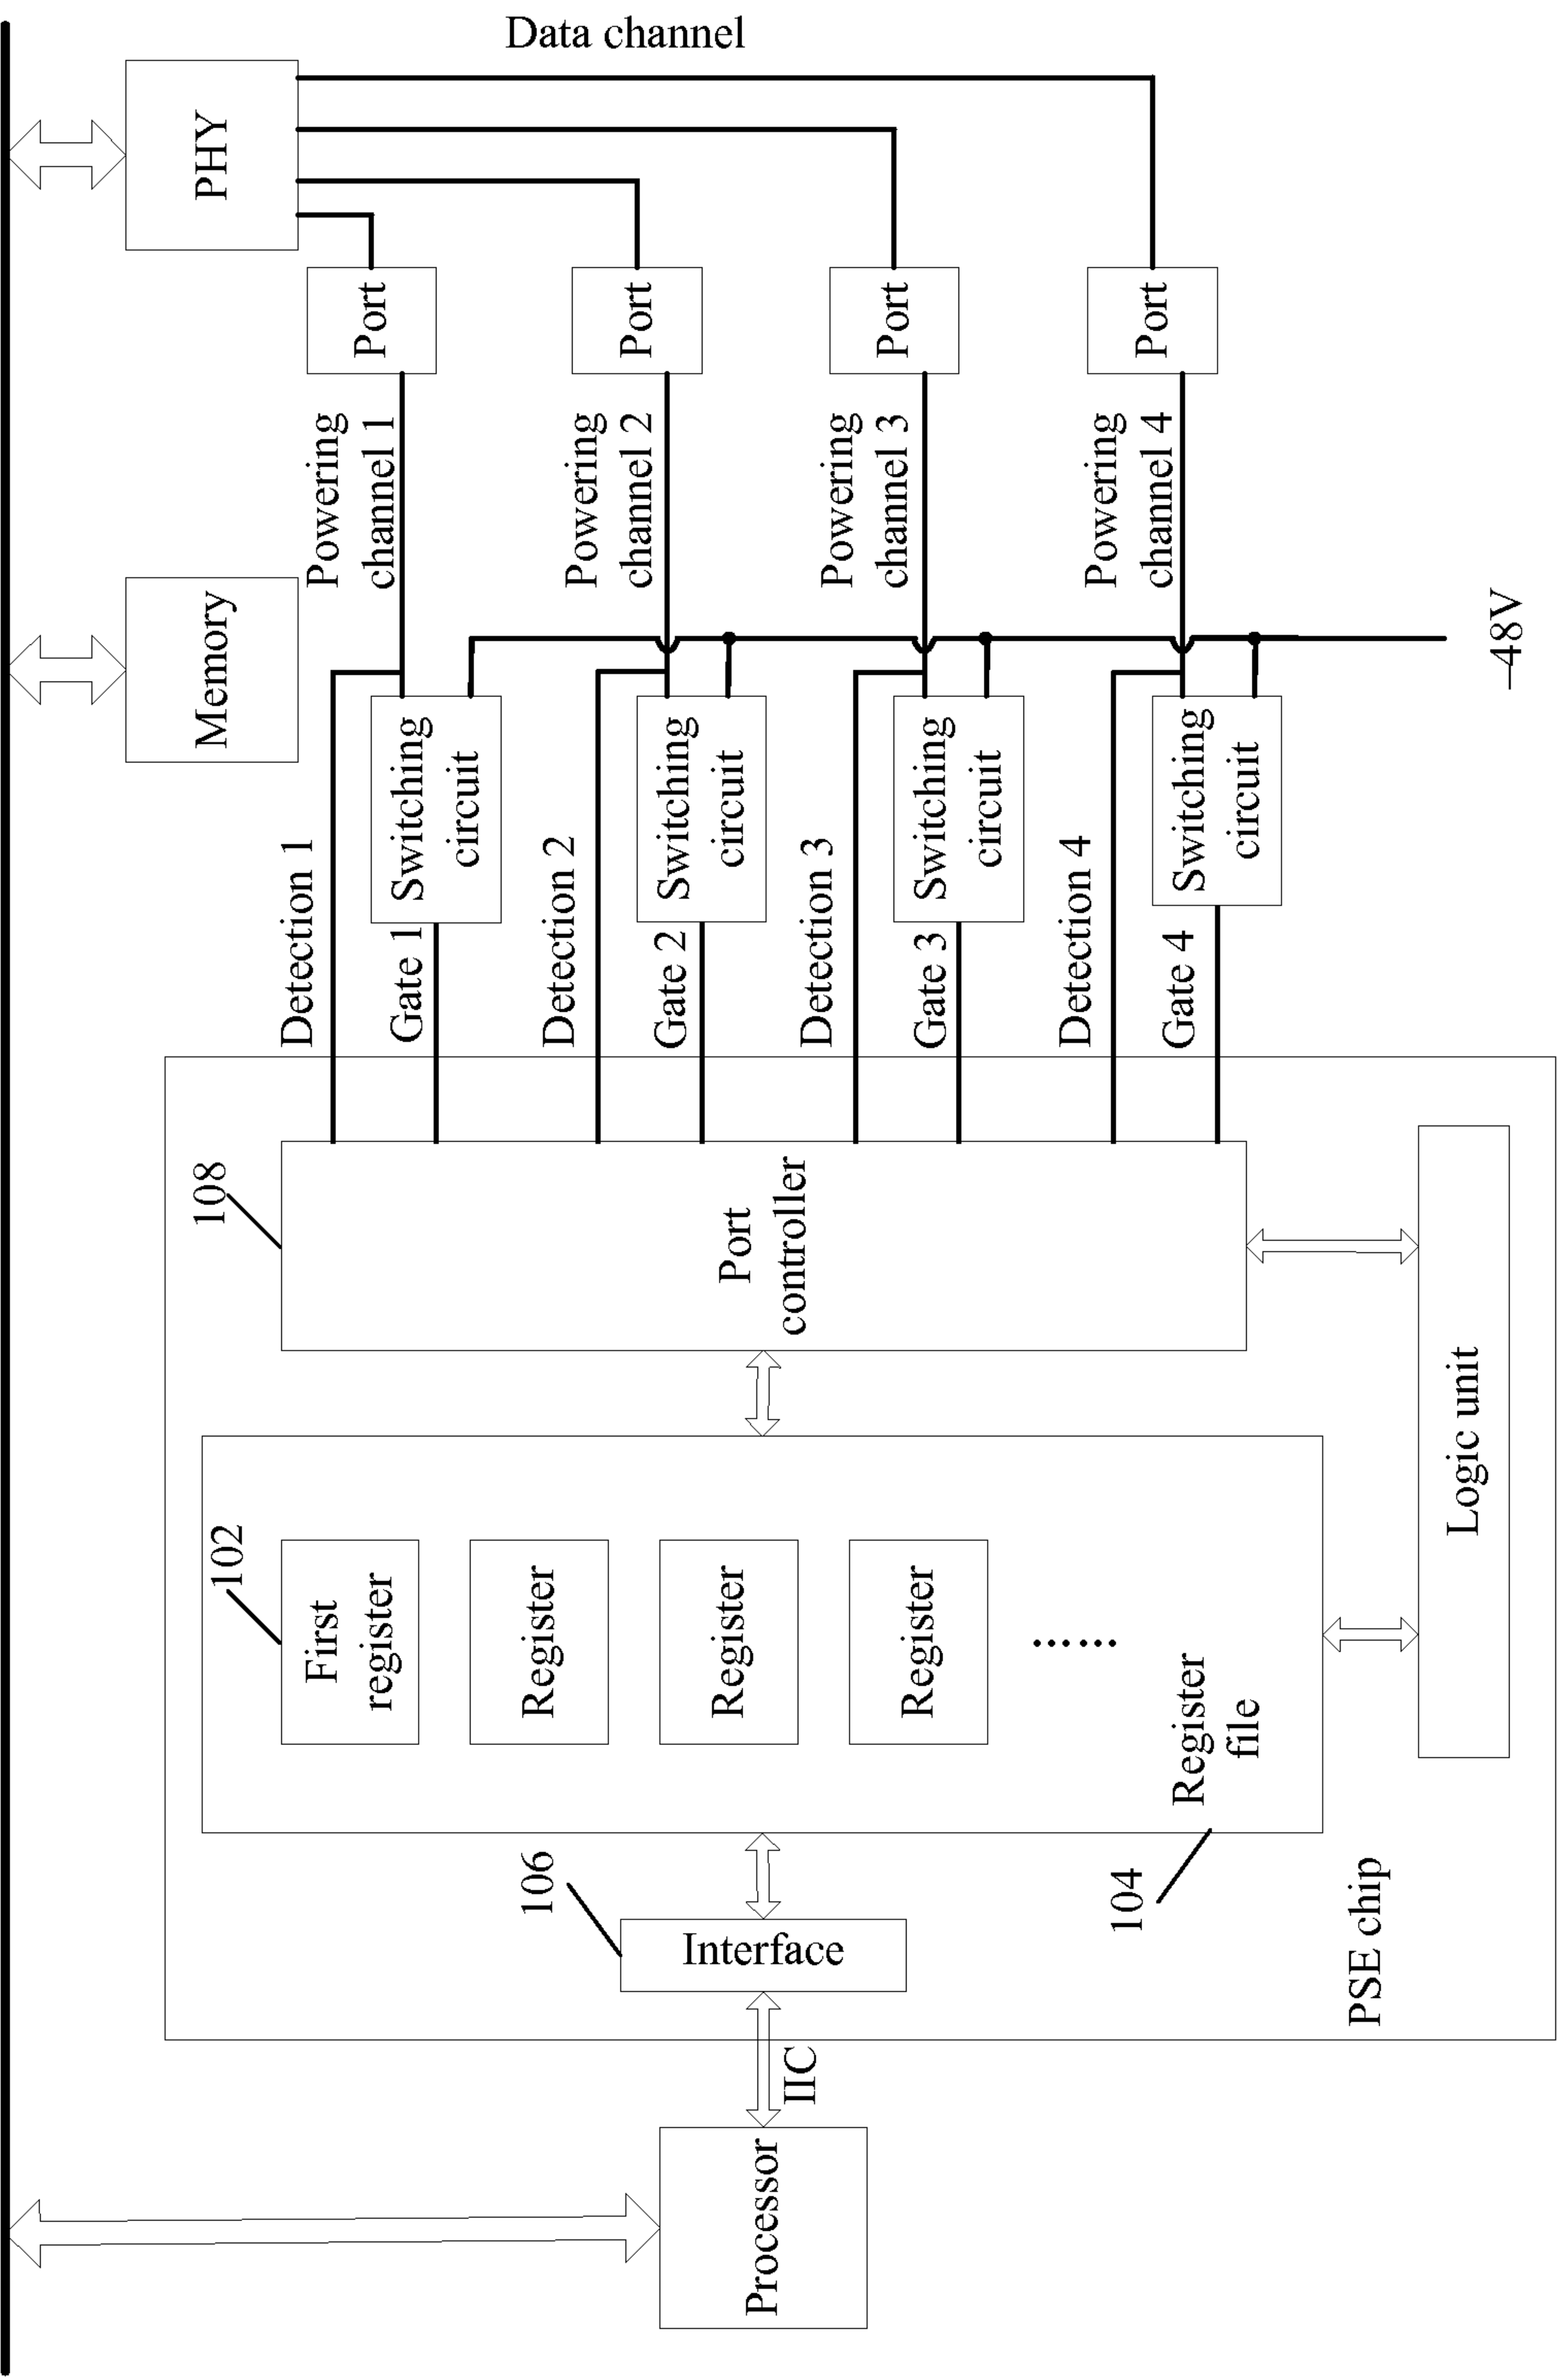 Data channel
PHY
Memory
Port
Port
Port
Port
Powering
channel 1
Powering
channel 2
Powering
channel 3
Powering
channel 4
–48V
Switching
circuit
Switching
circuit
Switching
circuit
Switching
circuit
Detection 1
Gate 1
Detection 2
Gate 2
Detection 3
Gate 3
Detection 4
Gate 4
108
Port
controller
Logic unit
102
First
register
Register
Register
Register
......
Register
file
104
106
Interface
PSE chip
IIC
Processor